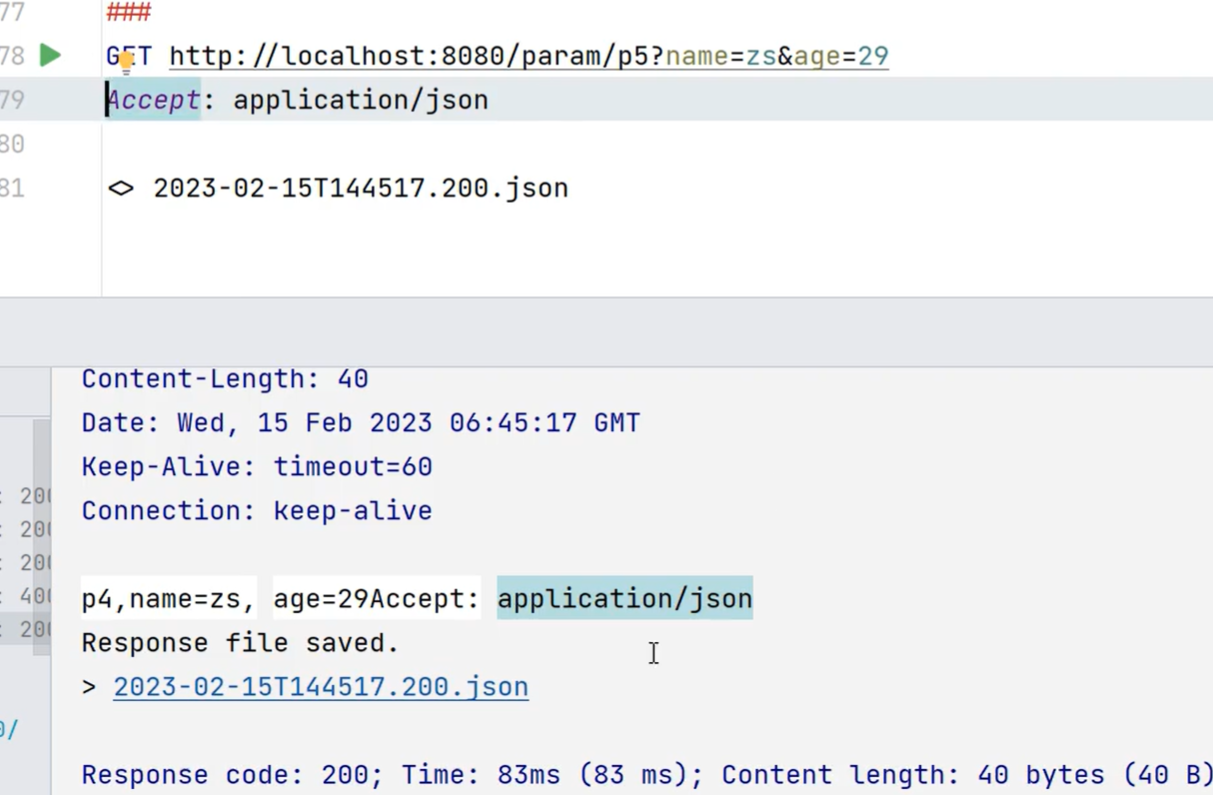 77 ###
78 GET http://localhost:8080/param/p5?name=zs&age=29
79 Accept: application/json
80
81 <> 2023-02-15T144517.200.json
Content-Length: 40
Date: Wed, 15 Feb 2023 06:45:17 GMT
Keep-Alive: timeout=60
: 200
Connection: keep-alive
: 200
: 200
p4,name=zs, age=29Accept: application/json
: 400
: 200
Response file saved.
> 2023-02-15T144517.200.json
0/
Response code: 200; Time: 83ms (83 ms); Content length: 40 bytes (40 B)